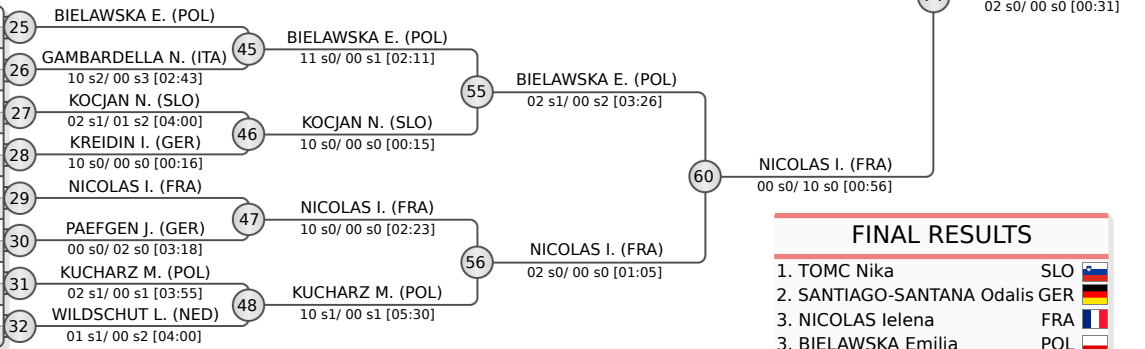 02 s0/ 00 s0 [00:31]
25
BIELAWSKA E. (POL)
45
BIELAWSKA E. (POL)
11 s0/ 00 s1 [02:11]
26
GAMBARDELLA N. (ITA)
10 s2/ 00 s3 [02:43]
55
BIELAWSKA E. (POL)
02 s1/ 00 s2 [03:26]
27
KOCJAN N. (SLO)
02 s1/ 01 s2 [04:00]
46
KOCJAN N. (SLO)
10 s0/ 00 s0 [00:15]
28
KREIDIN I. (GER)
10 s0/ 00 s0 [00:16]
60
NICOLAS I. (FRA)
00 s0/ 10 s0 [00:56]
29
NICOLAS I. (FRA)
47
NICOLAS I. (FRA)
10 s0/ 00 s0 [02:23]
30
PAEFGEN J. (GER)
00 s0/ 02 s0 [03:18]
56
NICOLAS I. (FRA)
02 s0/ 00 s0 [01:05]
31
KUCHARZ M. (POL)
02 s1/ 00 s1 [03:55]
48
KUCHARZ M. (POL)
10 s1/ 00 s1 [05:30]
32
WILDSCHUT L. (NED)
01 s1/ 00 s2 [04:00]
FINAL RESULTS
1. TOMC Nika SLO
2. SANTIAGO-SANTANA Odalis GER
3. NICOLAS Ielena FRA
3. BIELAWSKA Emilia POL